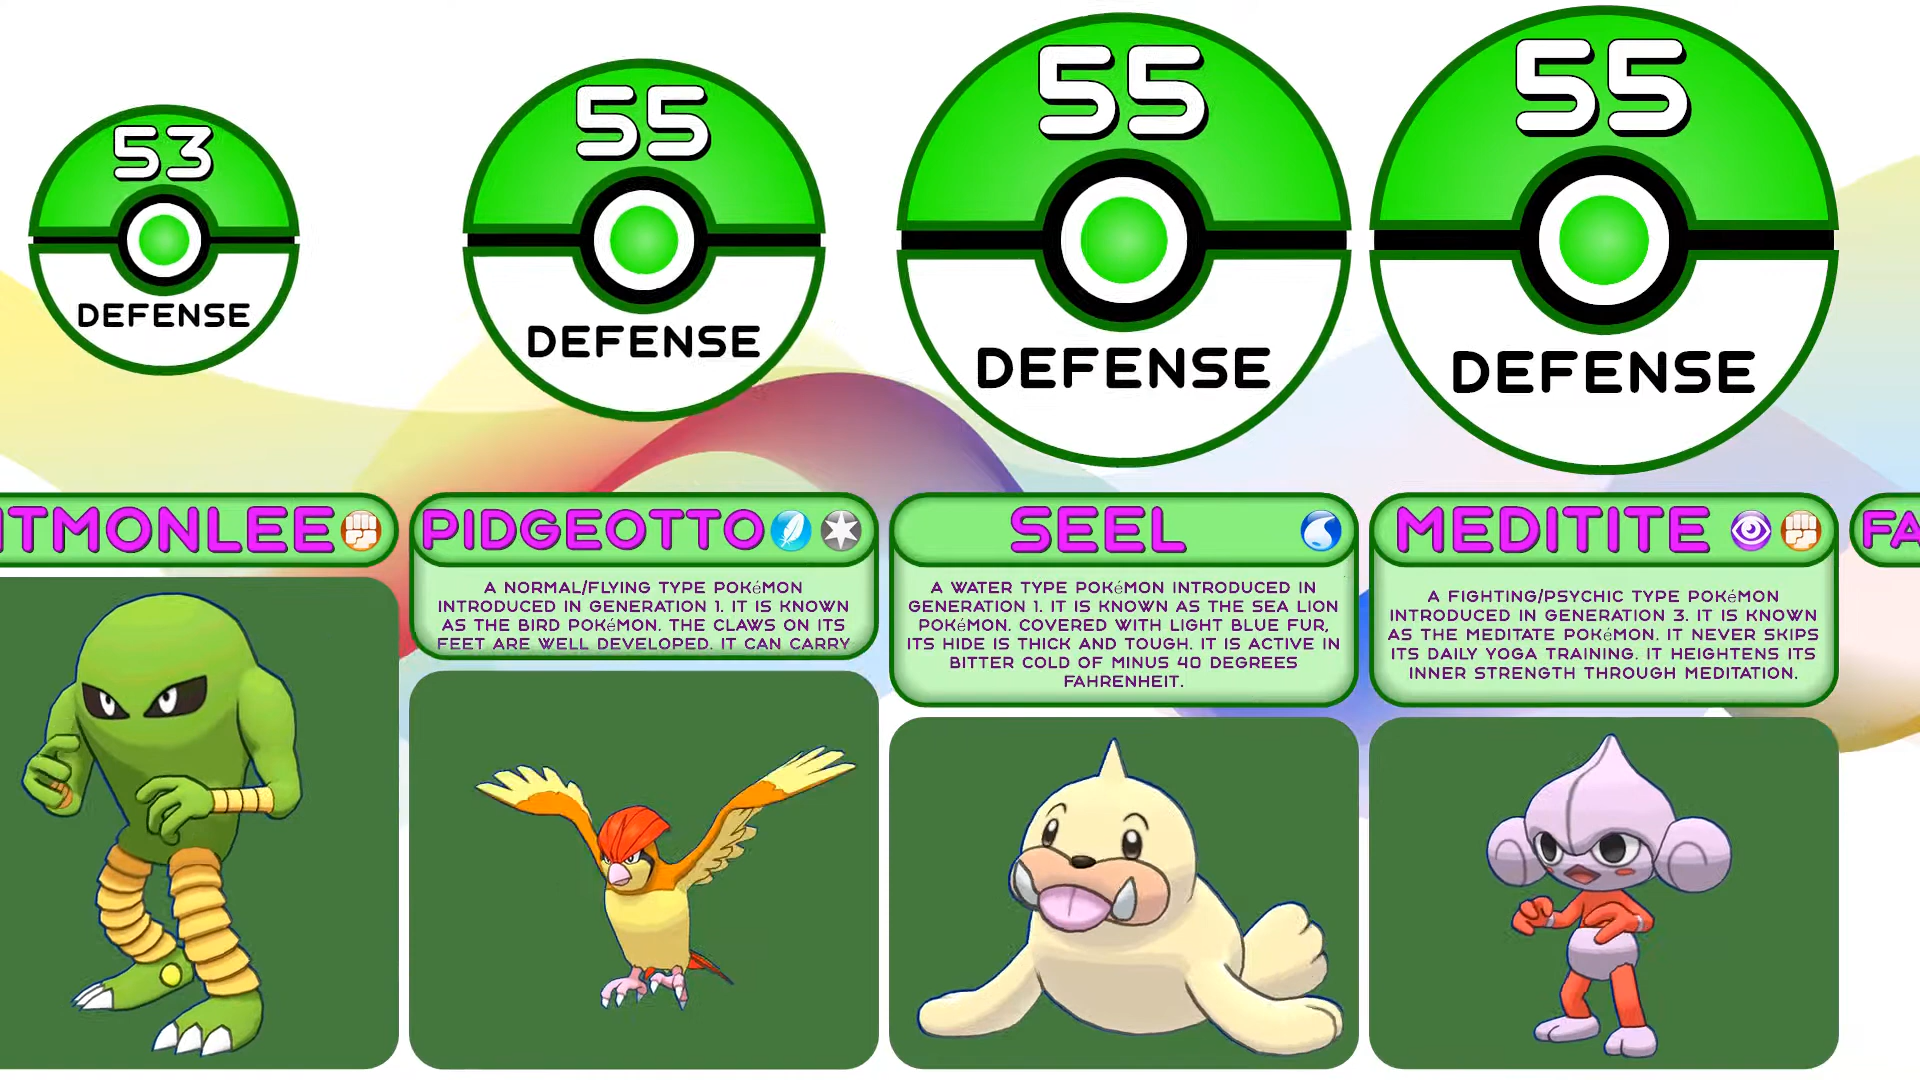 53
DEFENSE
55
DEFENSE
55
DEFENSE
55
DEFENSE
ITMONLEE
PIDGEOTTO
A NORMAL/FLYING TYPE POKéMON
INTRODUCED IN GENERATION 1. IT IS KNOWN
AS THE BIRD POKéMON. THE CLAWS ON ITS
FEET ARE WELL DEVELOPED. IT CAN CARRY
SEEL
A WATER TYPE POKéMON INTRODUCED IN
GENERATION 1. IT IS KNOWN AS THE SEA LION
POKéMON. COVERED WITH LIGHT BLUE FUR,
ITS HIDE IS THICK AND TOUGH. IT IS ACTIVE IN
BITTER COLD OF MINUS 40 DEGREES
FAHRENHEIT.
MEDITITE
A FIGHTING/PSYCHIC TYPE POKéMON
INTRODUCED IN GENERATION 3. IT IS KNOWN
AS THE MEDITATE POKéMON. IT NEVER SKIPS
ITS DAILY YOGA TRAINING. IT HEIGHTENS ITS
INNER STRENGTH THROUGH MEDITATION.
FA